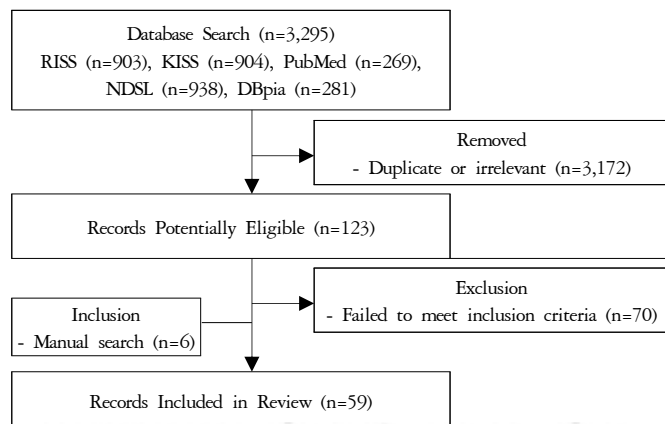 Database Search (n=3,295)
RISS (n=903), KISS (n=904), PubMed (n=269),
NDSL (n=938), DBpia (n=281)
Removed
- Duplicate or irrelevant (n=3,172)
Records Potentially Eligible (n=123)
Exclusion
- Failed to meet inclusion criteria (n=70)
Inclusion
- Manual search (n=6)
Records Included in Review (n=59)